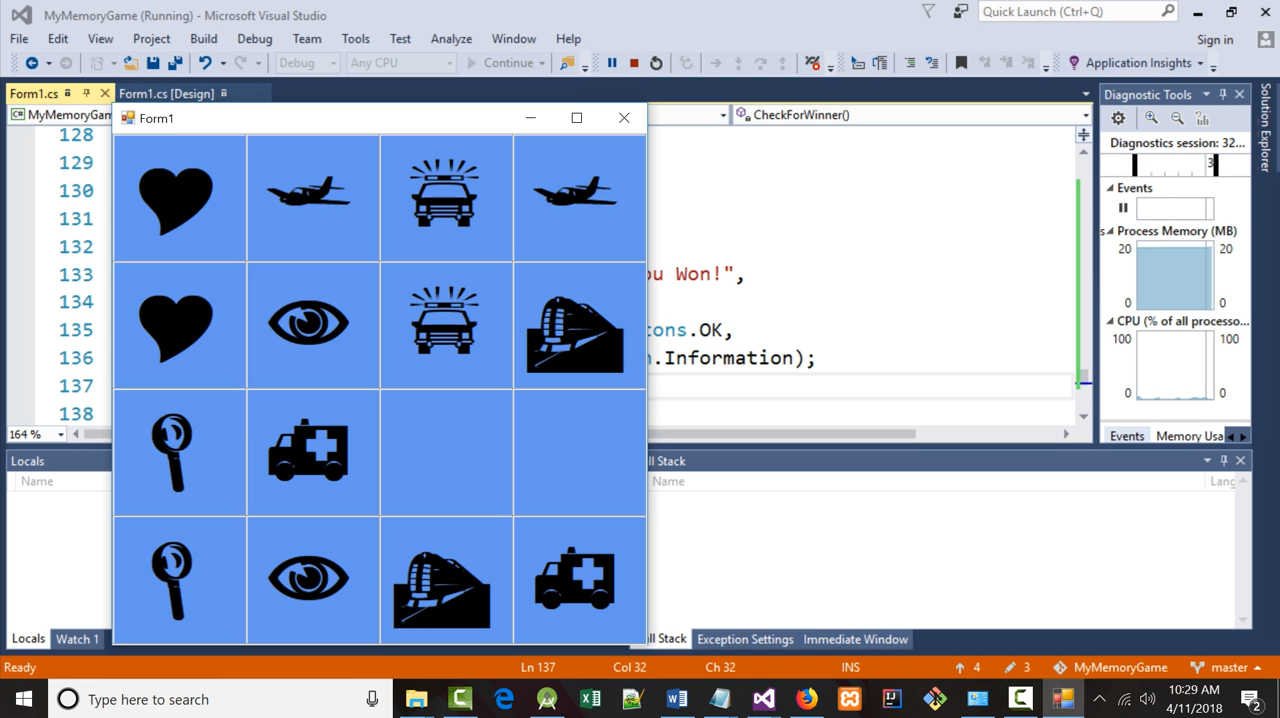 MyMemoryGame (Running) - Microsoft Visual Studio
Quick Launch (Ctrl+Q)
File Edit View Project Build Debug Team Tools Test Analyze Window Help
Sign in
Debug Any CPU Continue Application Insights
Form1.cs Form1.cs [Design]
Diagnostic Tools
MyMemoryGam
Form1
CheckForWinner()
128
129
130
131
132
133
134
135
136
137
138
ou Won!",
tons.OK,
n.Information);
Diagnostics session: 32...
3
Events
Process Memory (MB)
20 20
0 0
CPU (% of all processo...
100 100
0 0
Events Memory Usa
164 %
Locals
Name
ll Stack
Name Lang
Locals Watch 1
ll Stack Exception Settings Immediate Window
Ready Ln 137 Col 32 Ch 32 INS 4 3 MyMemoryGame master
Type here to search
10:29 AM
4/11/2018
2